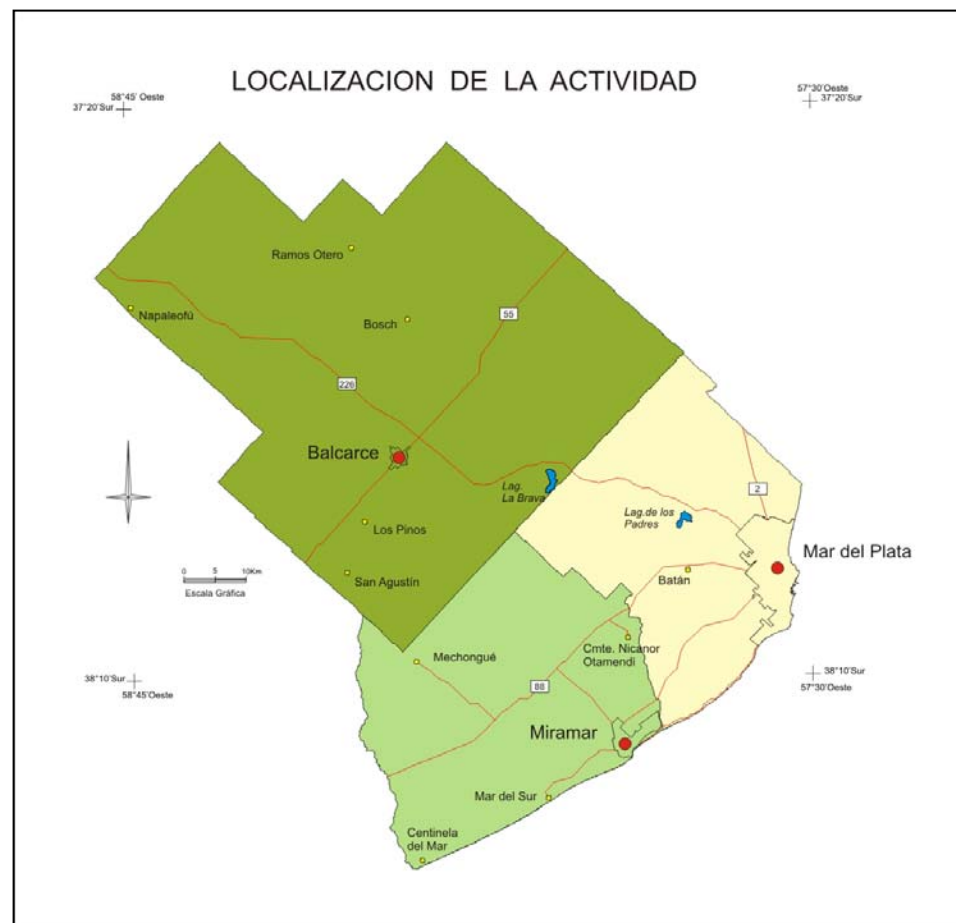 LOCALIZACION DE LA ACTIVIDAD
58°45' Oeste
37°20'Sur
57°30'Oeste
37°20'Sur
Ramos Otero
Napaleofú
Bosch
55
226
Balcarce
Lag.
La Brava
2
Lag.de los
Padres
Los Pinos
Mar del Plata
San Agustín
Batán
0 5 10Km
Escala Gráfica
Mechongué
Cmte. Nicanor
Otamendi
38°10'Sur
58°45'Oeste
38°10'Sur
57°30'Oeste
88
Miramar
Mar del Sur
Centinela
del Mar